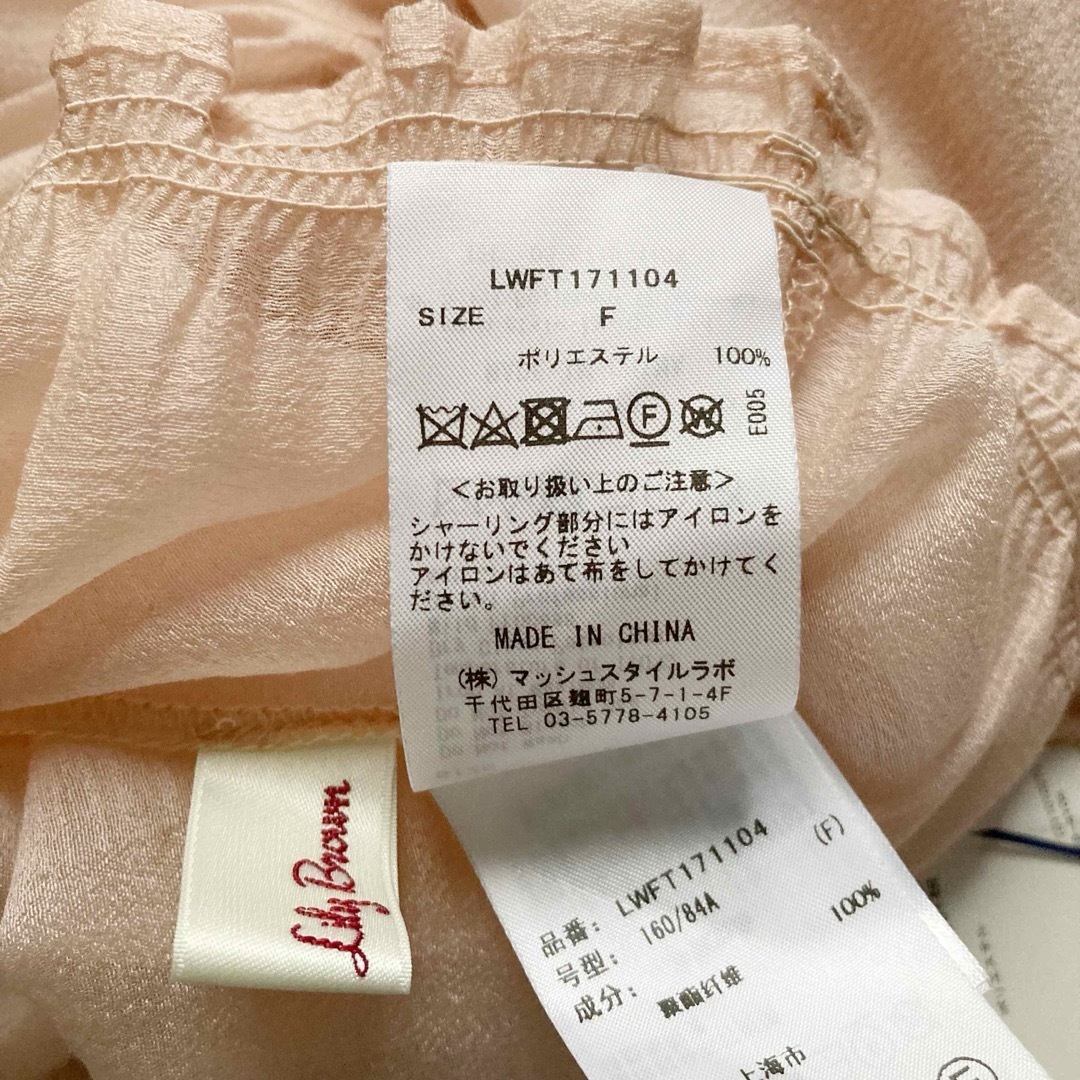 LWFT171104
SIZE F
ポリエステル 100%
F W E005
<お取り扱い上のご注意>
シャーリング部分にはアイロンを
かけないでください
アイロンはあて布をしてかけてく
ださい。
MADE IN CHINA
(株) マッシュスタイルラボ
千代田区麹町5-7-1-4F
TEL 03-5778-4105
Lily Brown
品番: LWFT171104 (F)
号型: 160/84A
成分: 聚酯纤维 100%
上海市